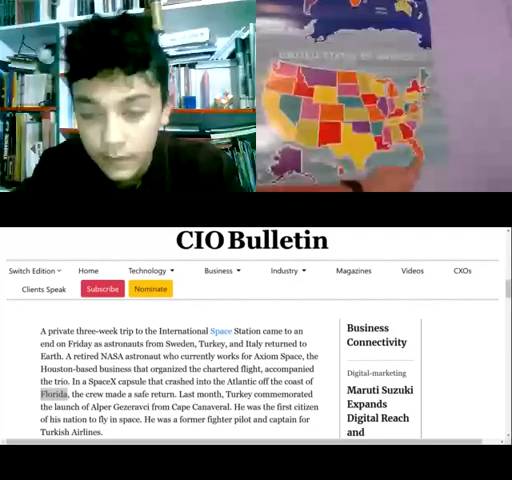 UNITED STATES OF AMERICA
CIO Bulletin
Switch Edition Home Technology Business Industry Magazines Videos CXOs
Clients Speak Subscribe Nominate
A private three-week trip to the International Space Station came to an
end on Friday as astronauts from Sweden, Turkey, and Italy returned to
Earth. A retired NASA astronaut who currently works for Axiom Space, the
Houston-based business that organized the chartered flight, accompanied
the trio. In a SpaceX capsule that crashed into the Atlantic off the coast of
Florida, the crew made a safe return. Last month, Turkey commemorated
the launch of Alper Gezeravci from Cape Canaveral. He was the first citizen
of his nation to fly in space. He was a former fighter pilot and captain for
Turkish Airlines.
Business
Connectivity
Digital-marketing
Maruti Suzuki
Expands
Digital Reach
and